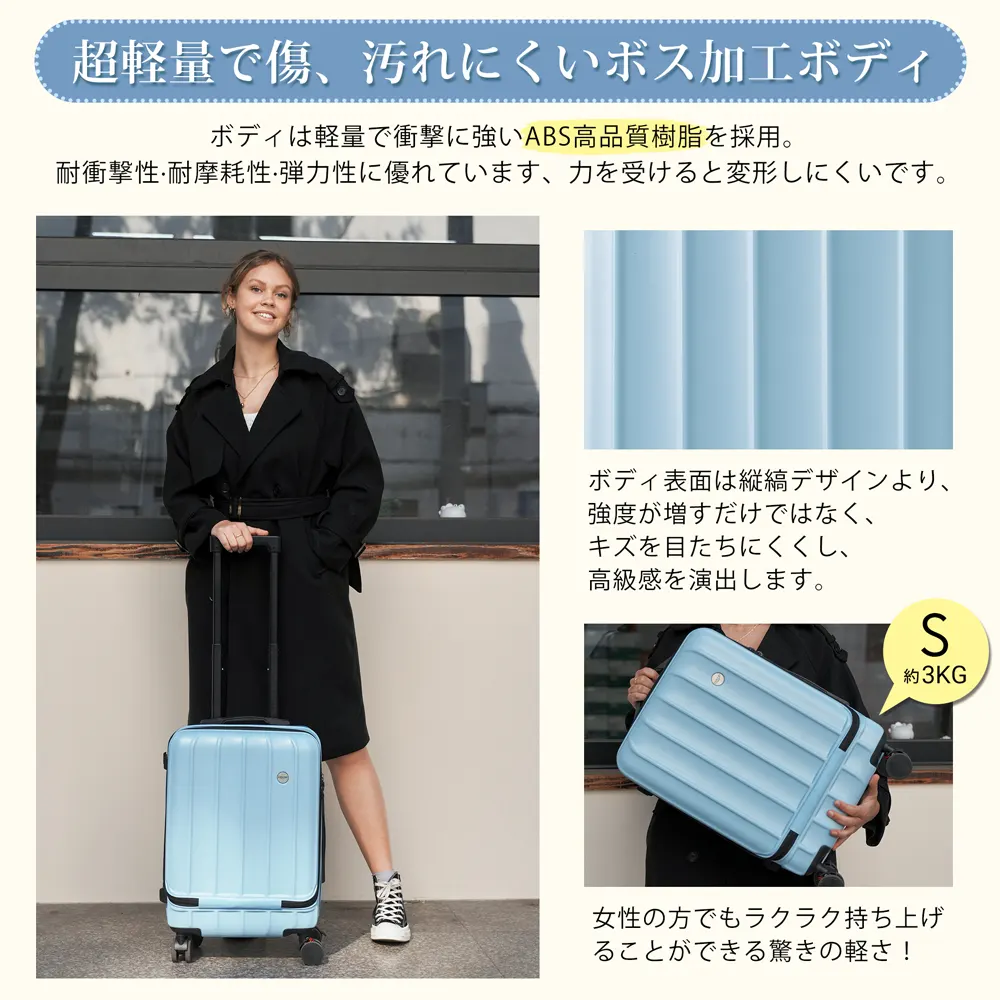 超軽量で傷、汚れにくいボス加工ボディ
ボディは軽量で衝撃に強いABS高品質樹脂を採用。
耐衝撃性·耐摩耗性·弾力性に優れています、力を受けると変形しにくいです。
ボディ表面は縦縞デザインより、
強度が増すだけではなく、
キズを目たちにくくし、
高級感を演出します。
S
約3KG
女性の方でもラクラク持ち上げ
ることができる驚きの軽さ！